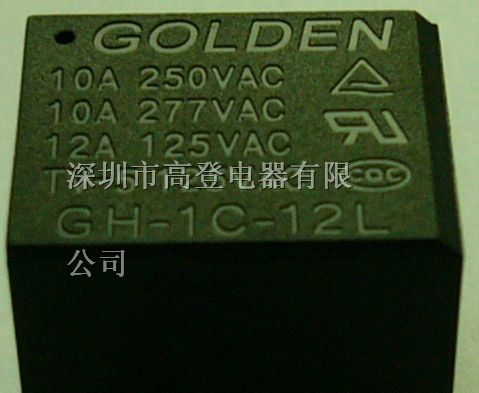 GOLDEN
10A 250VAC
10A 277VAC
12A 125VAC
深圳市高登电器有限
cqc
GH-1C-12L
公司